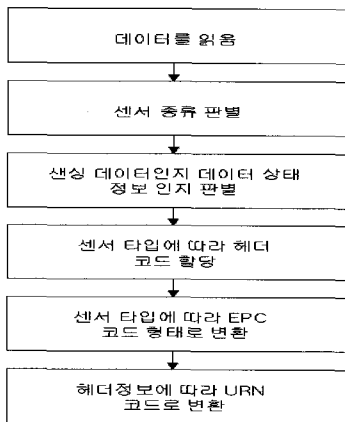 데이터를 읽음
센서 종류 판별
샌싱 데이터인지 데이터 상태
정보 인지 판별
센서 타입에 따라 헤더
코드 할당
센서 타입에 따라 EPC
코드 형태로 변환
헤더정보에 따라 URN
코드로 변환